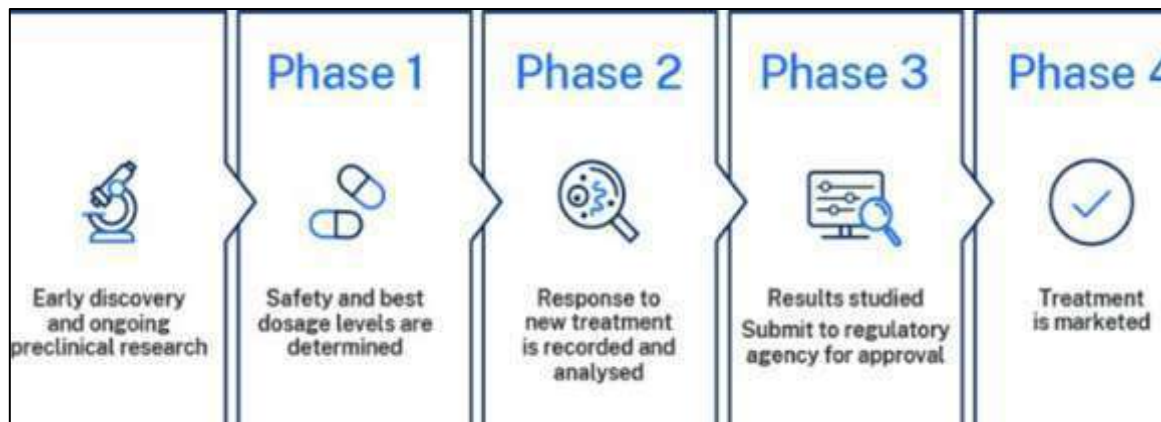 Early discovery
and ongoing
preclinical research
Phase 1
Safety and best
dosage levels are
determined
Phase 2
Response to
new treatment
is recorded and
analysed
Phase 3
Results studied
Submit to regulatory
agency for approval
Phase 4
Treatment
is marketed